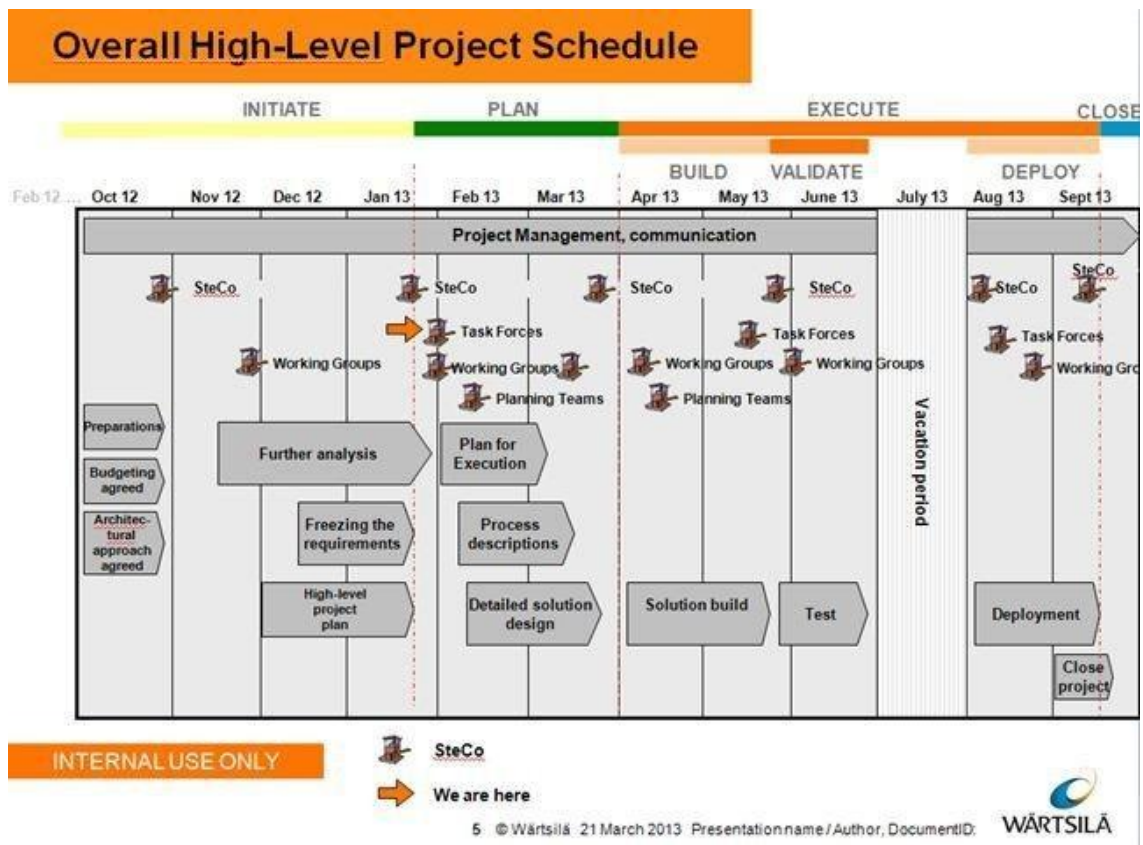 Overall High-Level Project Schedule
INITIATE PLAN EXECUTE CLOSE
BUILD VALIDATE DEPLOY
Feb 12 ... Oct 12 Nov 12 Dec 12 Jan 13 Feb 13 Mar 13 Apr 13 May 13 June 13 July 13 Aug 13 Sept 13
Project Management, communication
SteCo SteCo SteCo SteCo SteCo SteCo
Task Forces Task Forces Task Forces
Working Groups Working Groups Working Groups Working Groups Working Gro
Planning Teams Planning Teams
Preparations
Budgeting
agreed
Architec-
tural
approach
agreed
Further analysis
Freezing the
requirements
High-level
project
plan
Plan for
Execution
Process
descriptions
Detailed solution
design
Solution build
Test
Vacation period
Deployment
Close
project
INTERNAL USE ONLY
SteCo
We are here
5 © Wärtsilä 21 March 2013 Presentation name / Author, DocumentID:
WÄRTSILÄ